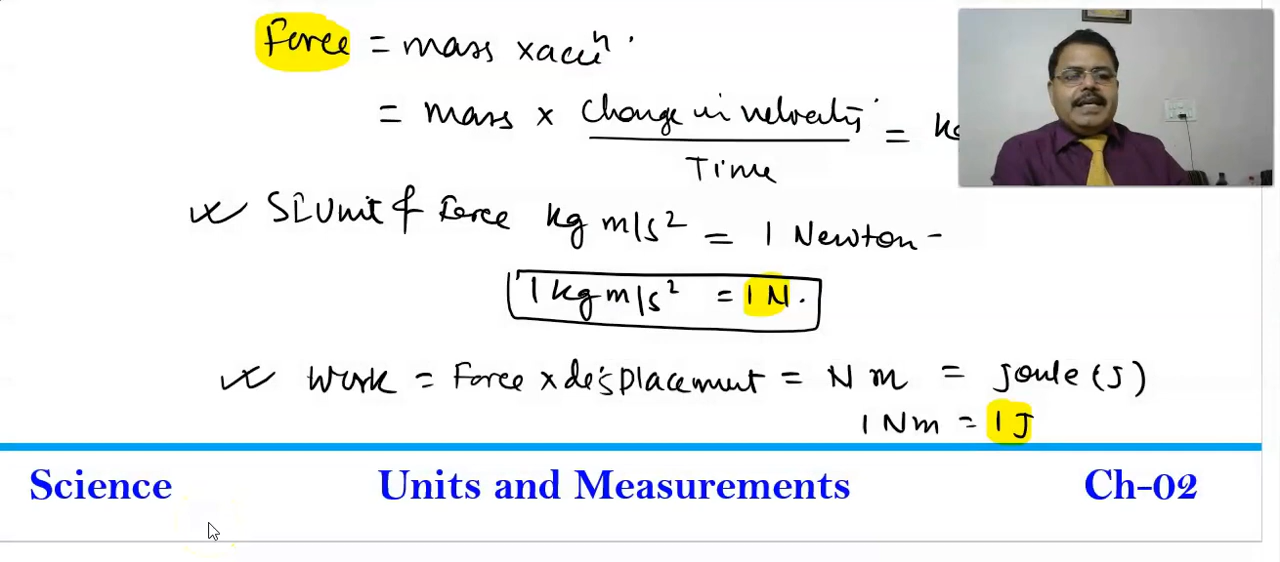 Force = mass x accⁿ.
= mass x Change in velocity / Time = kg
SI Unit of Force kg m/s² = 1 Newton -
1 kg m/s² = 1 N.
Work = Force x displacement = N m = joule (J)
1 Nm = 1 J
Science Units and Measurements Ch-02